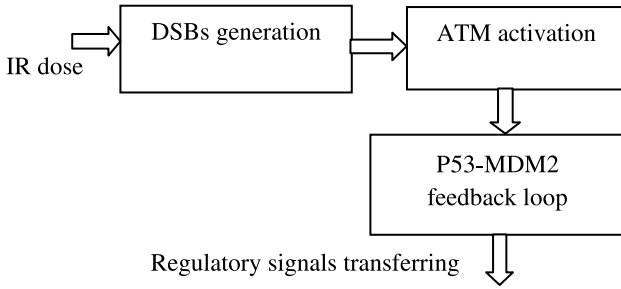 DSBs generation
ATM activation
IR dose
P53-MDM2
feedback loop
Regulatory signals transferring